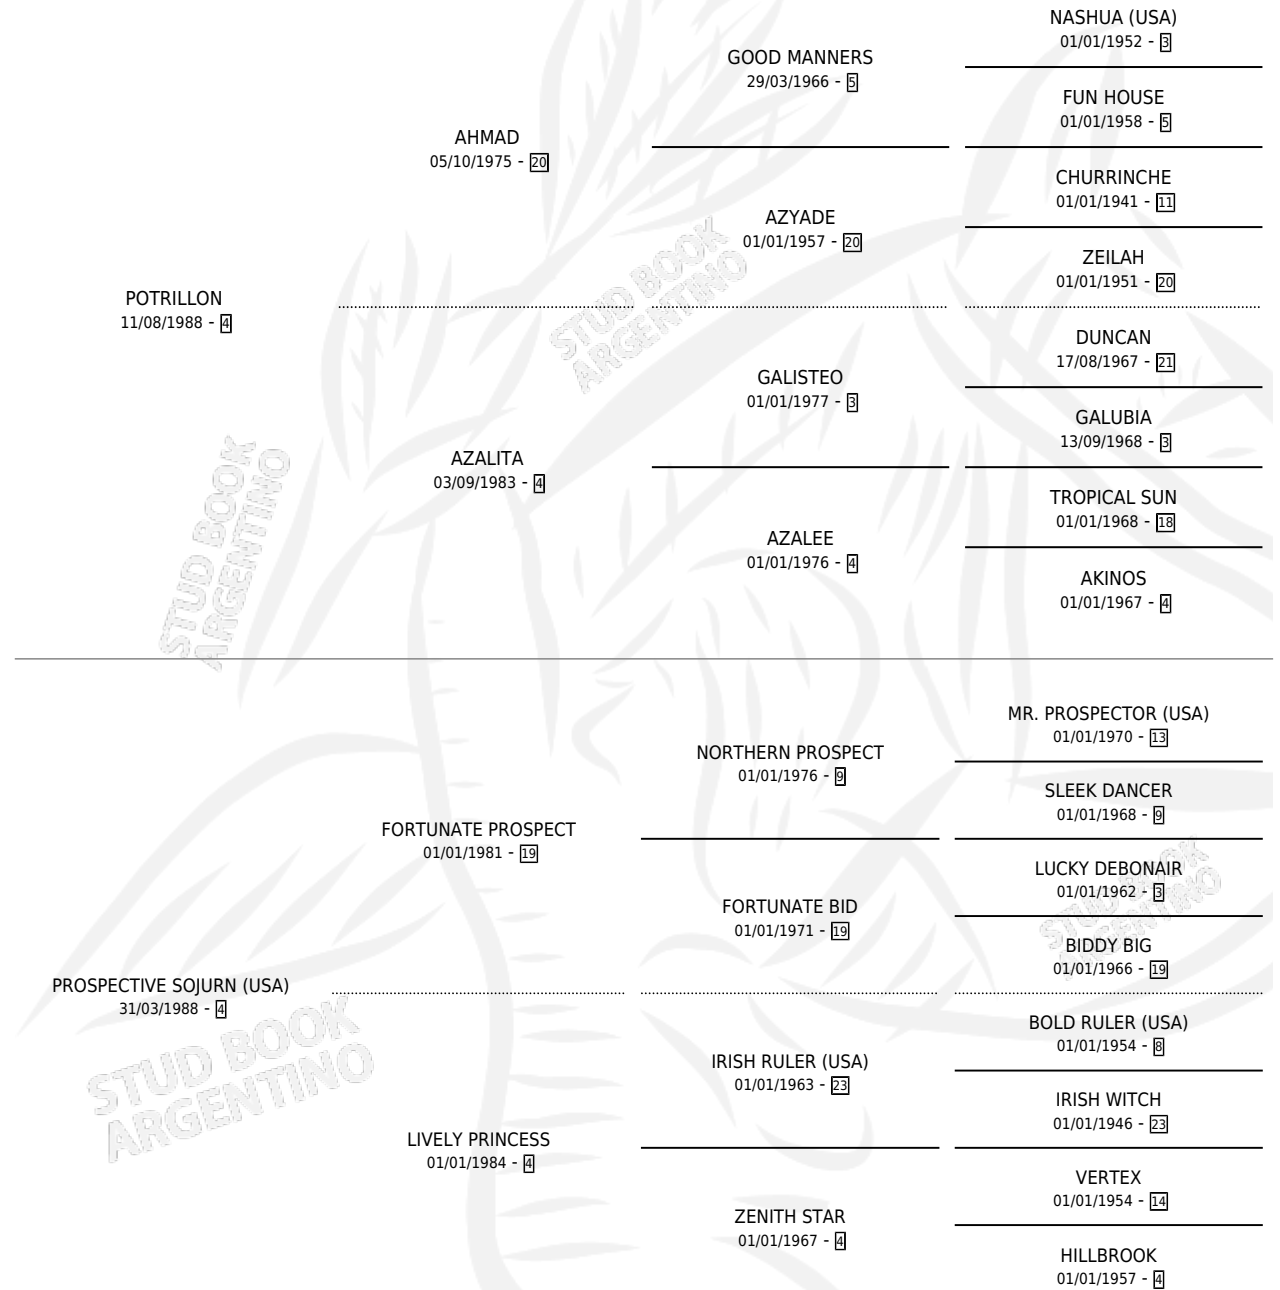 NASHUA (USA)
01/01/1952 - 3
GOOD MANNERS
29/03/1966 - 5
FUN HOUSE
01/01/1958 - 5
AHMAD
05/10/1975 - 20
CHURRINCHE
01/01/1941 - 11
AZYADE
01/01/1957 - 20
ZEILAH
01/01/1951 - 20
POTRILLON
11/08/1988 - 4
STUD BOOK
ARGENTINO
DUNCAN
17/08/1967 - 21
GALISTEO
01/01/1977 - 3
GALUBIA
13/09/1968 - 3
AZALITA
03/09/1983 - 4
TROPICAL SUN
01/01/1968 - 18
AZALEE
01/01/1976 - 4
AKINOS
01/01/1967 - 4
STUD BOOK
ARGENTINO
MR. PROSPECTOR (USA)
01/01/1970 - 13
NORTHERN PROSPECT
01/01/1976 - 9
SLEEK DANCER
01/01/1968 - 9
FORTUNATE PROSPECT
01/01/1981 - 19
LUCKY DEBONAIR
01/01/1962 - 3
FORTUNATE BID
01/01/1971 - 19
STUD BOOK
ARGENTINO
BIDDY BIG
01/01/1966 - 19
PROSPECTIVE SOJURN (USA)
31/03/1988 - 4
BOLD RULER (USA)
01/01/1954 - 8
IRISH RULER (USA)
01/01/1963 - 23
IRISH WITCH
01/01/1946 - 23
STUD BOOK
ARGENTINO
LIVELY PRINCESS
01/01/1984 - 4
VERTEX
01/01/1954 - 14
ZENITH STAR
01/01/1967 - 4
HILLBROOK
01/01/1957 - 4